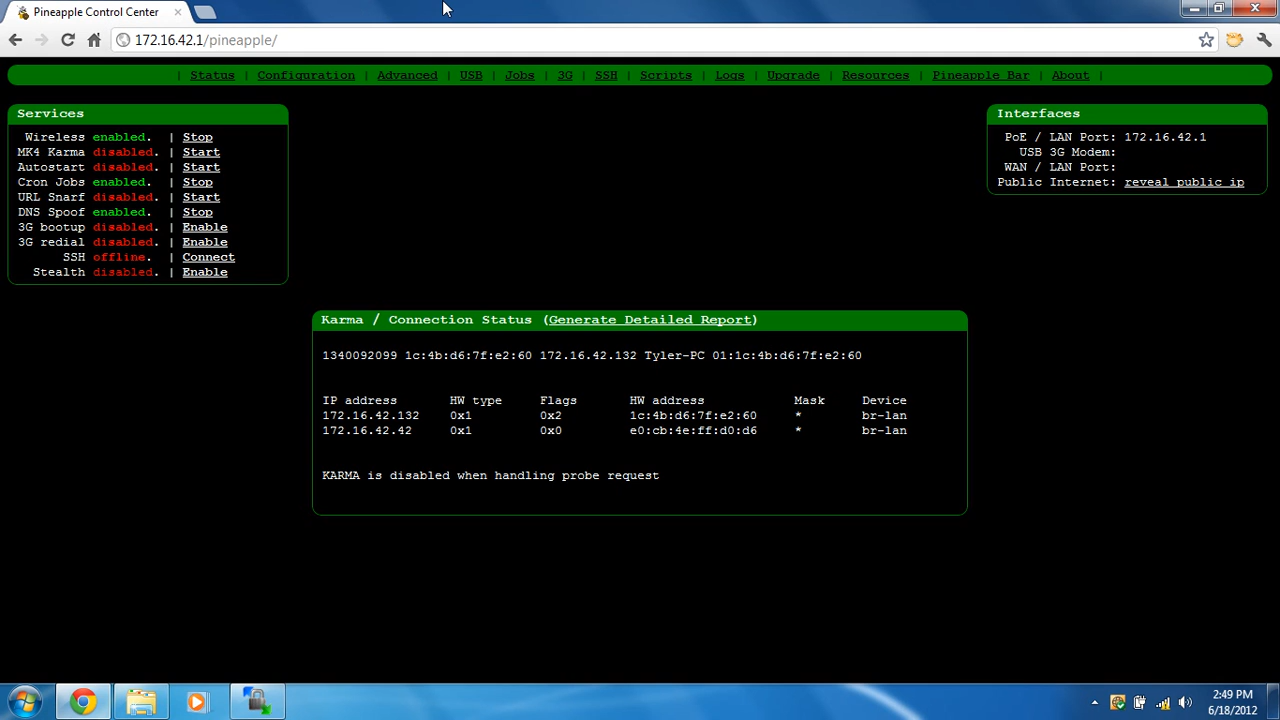 Pineapple Control Center
172.16.42.1/pineapple/
| Status | Configuration | Advanced | USB | Jobs | 3G | SSH | Scripts | Logs | Upgrade | Resources | Pineapple Bar | About |
Services
Wireless enabled. | Stop
MK4 Karma disabled. | Start
Autostart disabled. | Start
Cron Jobs enabled. | Stop
URL Snarf disabled. | Start
DNS Spoof enabled. | Stop
3G bootup disabled. | Enable
3G redial disabled. | Enable
SSH offline. | Connect
Stealth disabled. | Enable
Interfaces
PoE / LAN Port: 172.16.42.1
USB 3G Modem:
WAN / LAN Port:
Public Internet: reveal public ip
Karma / Connection Status (Generate Detailed Report)
1340092099 1c:4b:d6:7f:e2:60 172.16.42.132 Tyler-PC 01:1c:4b:d6:7f:e2:60
IP address HW type Flags HW address Mask Device
172.16.42.132 0x1 0x2 1c:4b:d6:7f:e2:60 * br-lan
172.16.42.42 0x1 0x0 e0:cb:4e:ff:d0:d6 * br-lan
KARMA is disabled when handling probe request
2:49 PM
6/18/2012